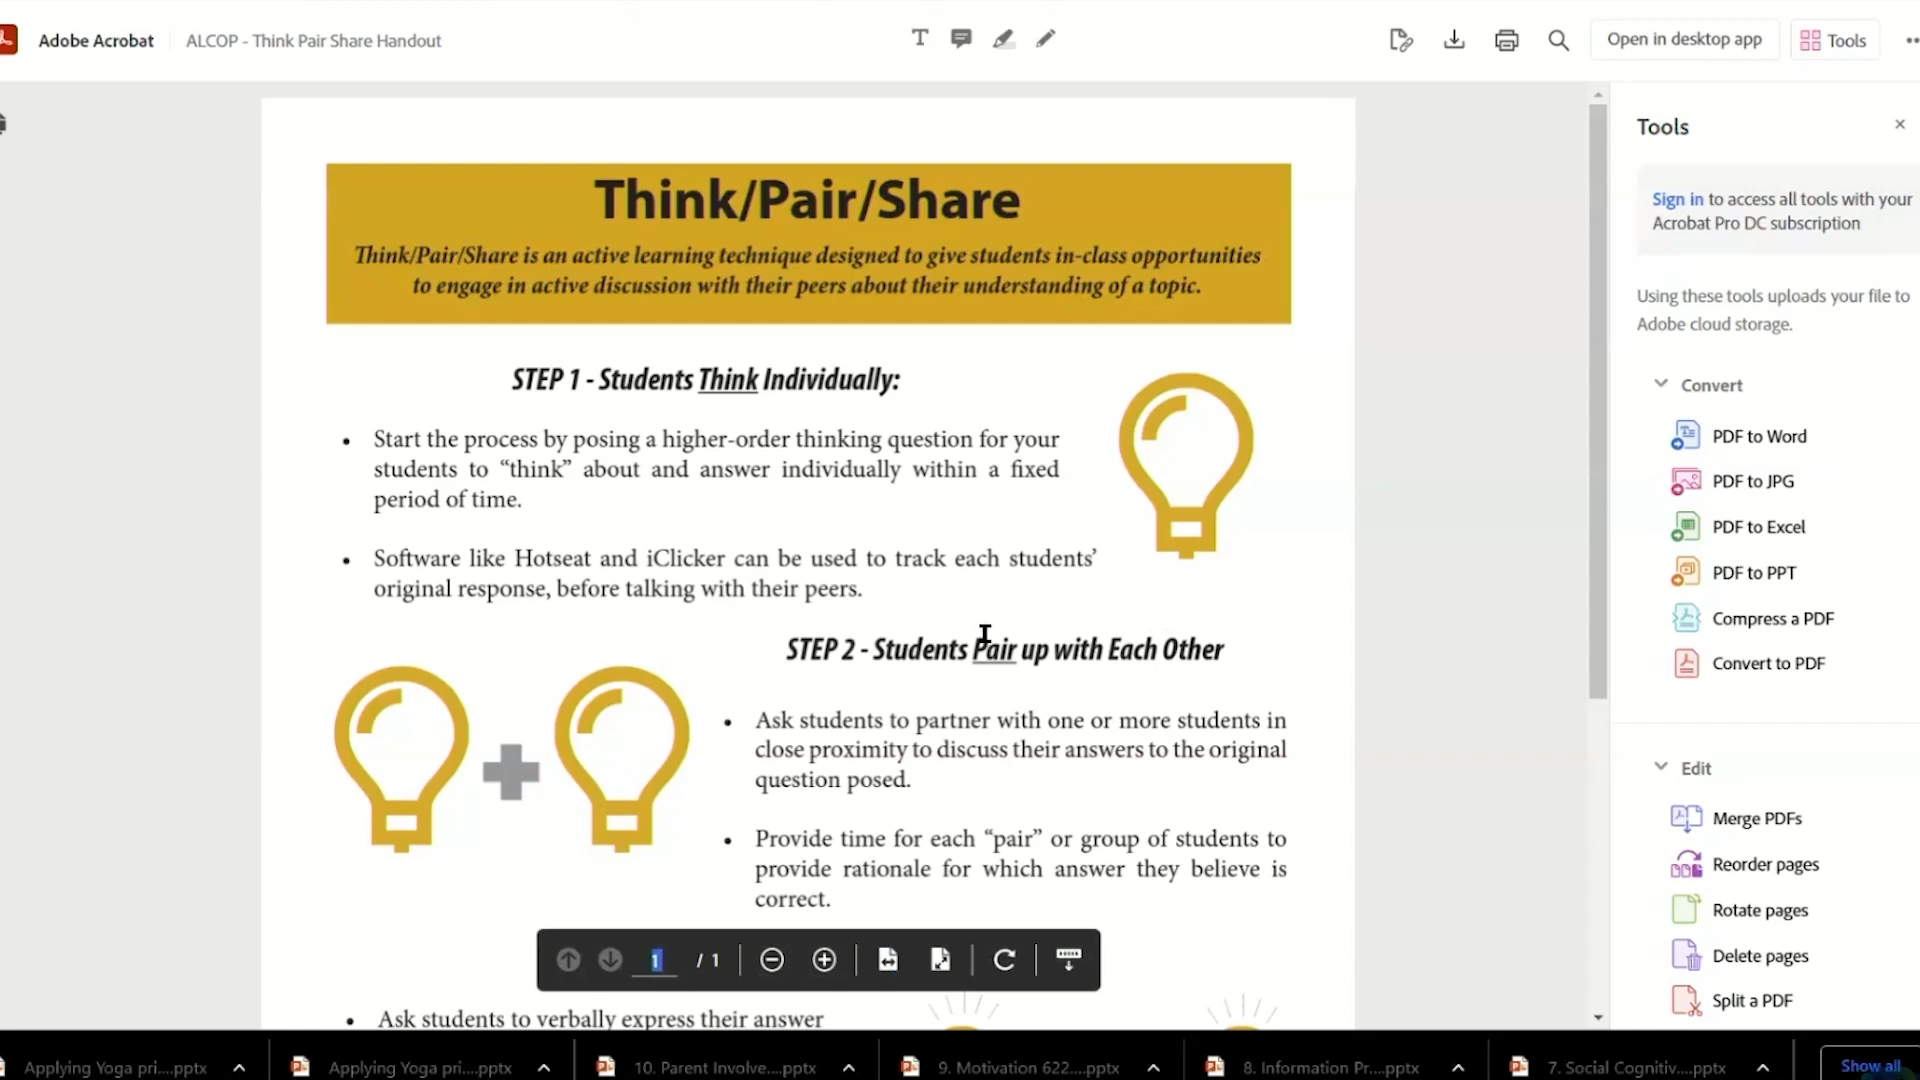 Adobe Acrobat
ALCOP - Think Pair Share Handout
Open in desktop app
Tools
Think/Pair/Share
Think/Pair/Share is an active learning technique designed to give students in-class opportunities
to engage in active discussion with their peers about their understanding of a topic.
STEP 1 - Students Think Individually:
• Start the process by posing a higher-order thinking question for your
students to “think” about and answer individually within a fixed
period of time.
• Software like Hotseat and iClicker can be used to track each students’
original response, before talking with their peers.
STEP 2 - Students Pair up with Each Other
• Ask students to partner with one or more students in
close proximity to discuss their answers to the original
question posed.
• Provide time for each “pair” or group of students to
provide rationale for which answer they believe is
correct.
1 / 1
• Ask students to verbally express their answer
Tools
Sign in to access all tools with your
Acrobat Pro DC subscription
Using these tools uploads your file to
Adobe cloud storage.
Convert
PDF to Word
PDF to JPG
PDF to Excel
PDF to PPT
Compress a PDF
Convert to PDF
Edit
Merge PDFs
Reorder pages
Rotate pages
Delete pages
Split a PDF
Applying Yoga pri....pptx
Applying Yoga pri....pptx
10. Parent Involve....pptx
9. Motivation 622....pptx
8. Information Pr....pptx
7. Social Cognitiv....pptx
Show all